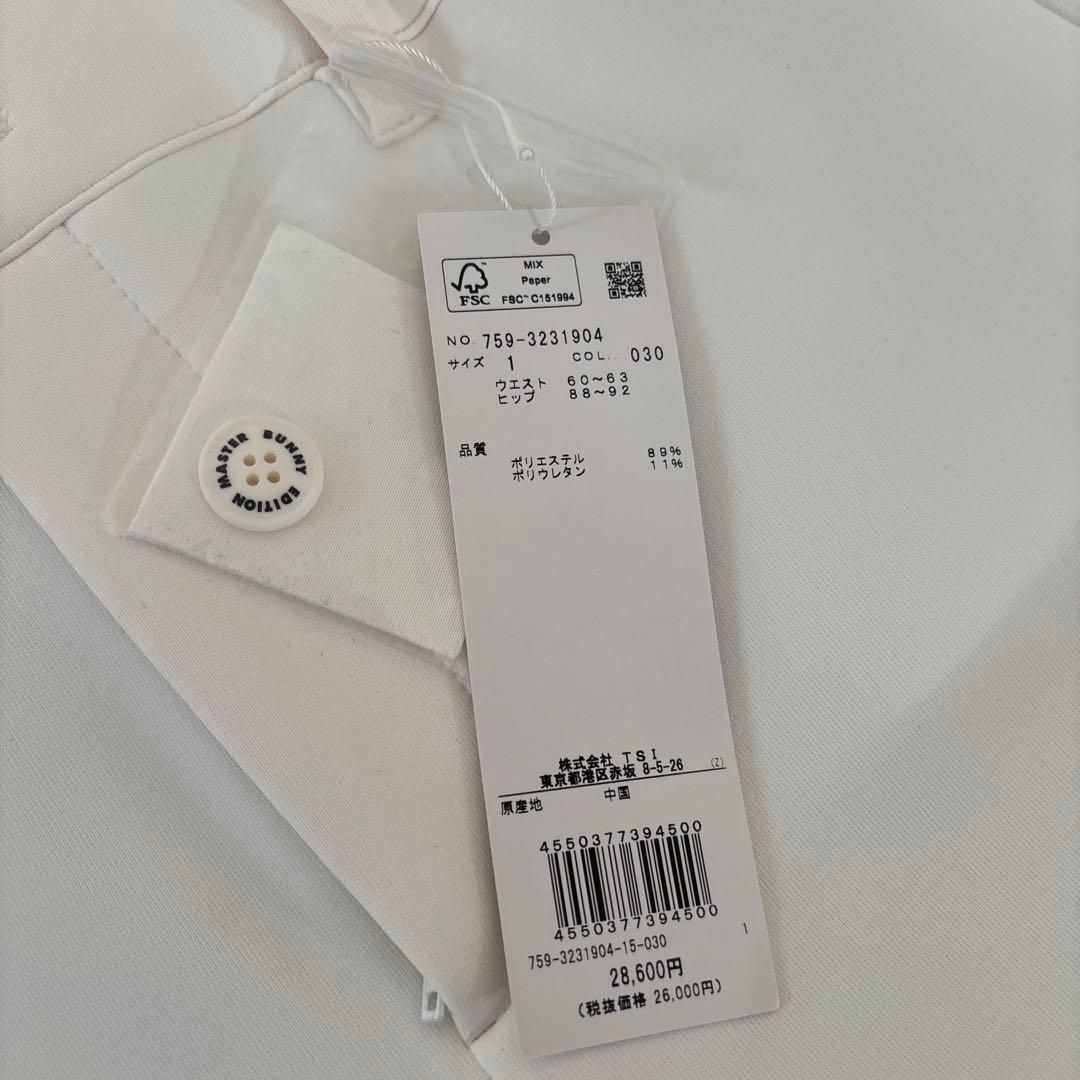 MIX
Paper
FSC™ C151994
FSC
NO. 759-3231904
サイズ 1 COL. 030
ウエスト 60～63
ヒップ 88～92
品質
ポリエステル 89%
ポリウレタン 11%
株式会社 TSI
東京都港区赤坂 8-5-26 (Z)
原産地 中国
4550377394500
4550377394500
759-3231904-15-030 1
28,600円
(税抜価格 26,000円)
MASTER BUNNY EDITION